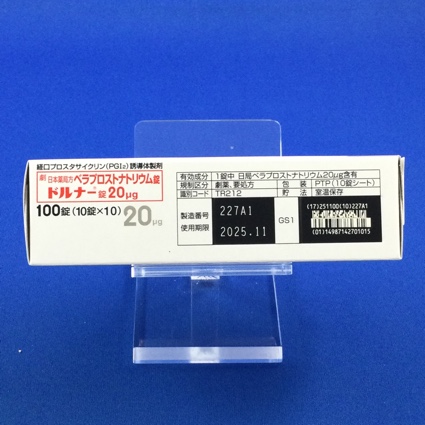 経口プロスタサイクリン(PGI₂)誘導体製剤
劇 日本薬局方 ベラプロストナトリウム錠
ドルナー®錠20μg
100錠(10錠×10) 20μg
有効成分 1錠中 日局ベラプロストナトリウム20μg含有
規制区分 劇薬、要処方 包装 PTP(10錠シート)
識別コード TR212 貯法 室温保存
製造番号 227A1
使用期限 2025.11
GS1
(17)251100(10)227A1
(01)14987142701015